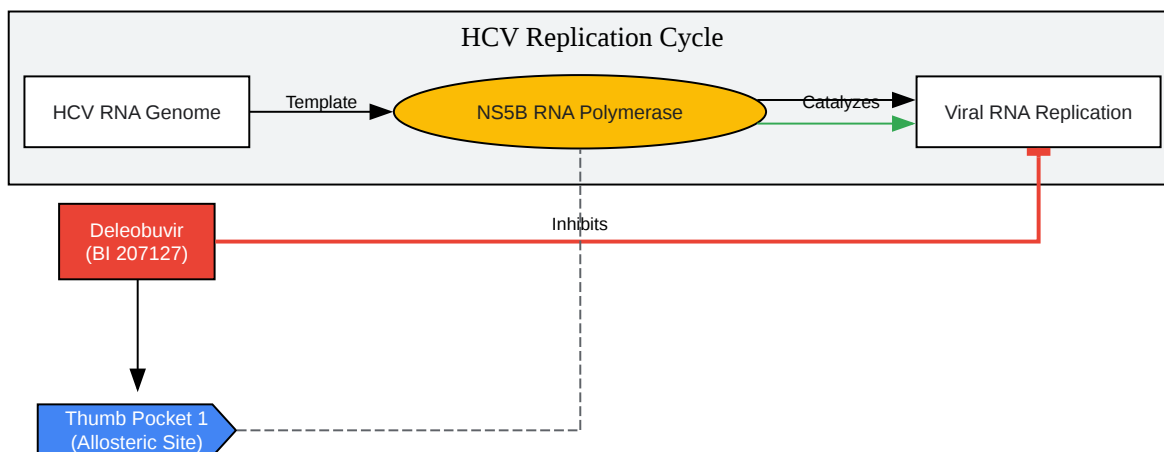 HCV Replication Cycle
HCV RNA Genome
Template
NS5B RNA Polymerase
Catalyzes
Viral RNA Replication
Deleobuvir
(BI 207127)
Inhibits
Thumb Pocket 1
(Allosteric Site)